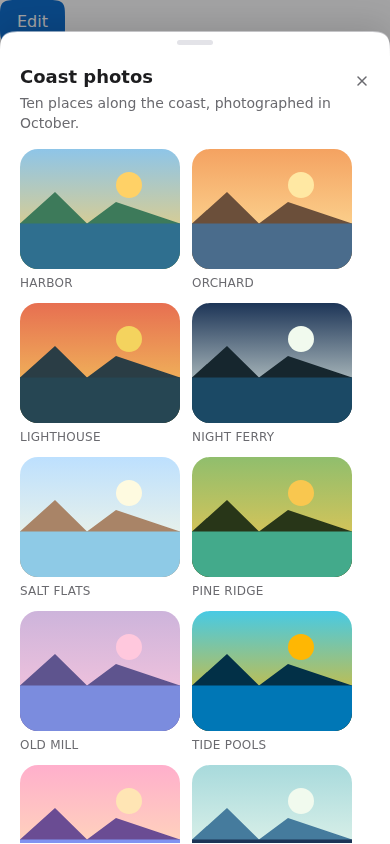 Edit
Coast photos
Ten places along the coast, photographed in
October.
HARBOR
ORCHARD
LIGHTHOUSE
NIGHT FERRY
SALT FLATS
PINE RIDGE
OLD MILL
TIDE POOLS